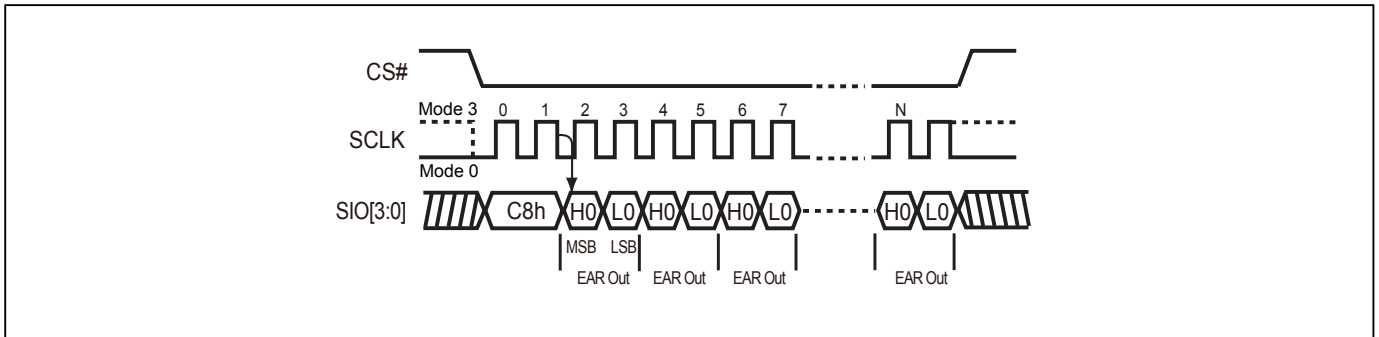 CS#
Mode 3 0 1 2 3 4 5 6 7 N
SCLK
Mode 0
SIO[3:0] C8h H0 L0 H0 L0 H0 L0 H0 L0
MSB LSB
EAR Out EAR Out EAR Out EAR Out